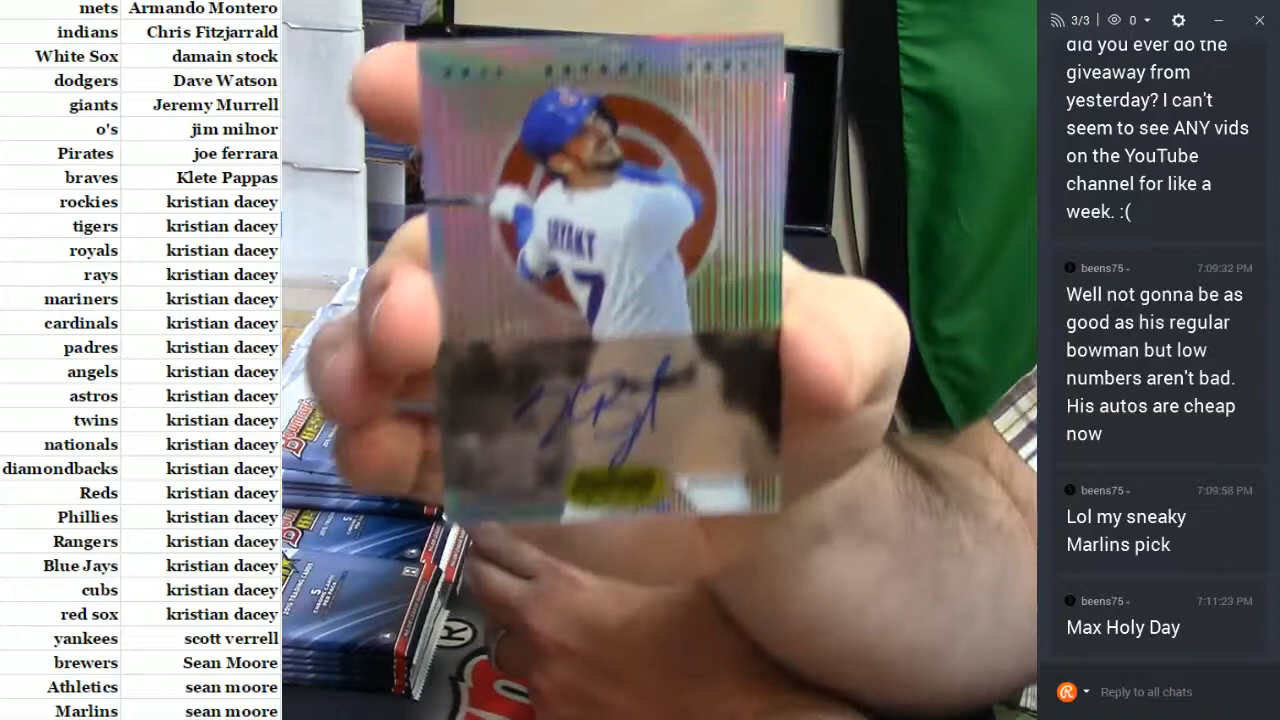 mets Armando Montero
indians Chris Fitzjarrald
White Sox damain stock
dodgers Dave Watson
giants Jeremy Murrell
o's jim milnor
Pirates joe ferrara
braves Klete Pappas
rockies kristian dacey
tigers kristian dacey
royals kristian dacey
rays kristian dacey
mariners kristian dacey
cardinals kristian dacey
padres kristian dacey
angels kristian dacey
astros kristian dacey
twins kristian dacey
nationals kristian dacey
diamondbacks kristian dacey
Reds kristian dacey
Phillies kristian dacey
Rangers kristian dacey
Blue Jays kristian dacey
cubs kristian dacey
red sox kristian dacey
yankees scott verrell
brewers Sean Moore
Athletics sean moore
Marlins sean moore
BRYANT
7
3/3 0
did you ever do the
giveaway from
yesterday? I can't
seem to see ANY vids
on the YouTube
channel for like a
week. :(
beens75 7:09:32 PM
Well not gonna be as
good as his regular
bowman but low
numbers aren't bad.
His autos are cheap
now
beens75 7:09:58 PM
Lol my sneaky
Marlins pick
beens75 7:11:23 PM
Max Holy Day
Reply to all chats